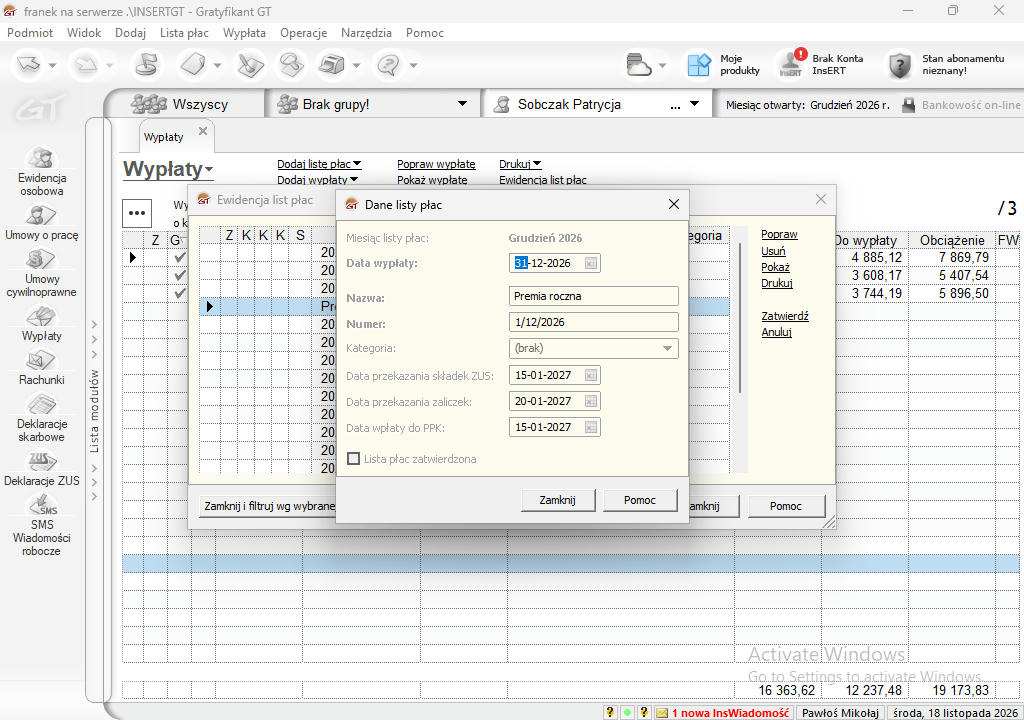 franek na serwerze .\INSERTGT - Gratyfikant GT
Podmiot Widok Dodaj Lista płac Wypłata Operacje Narzędzia Pomoc
Moje produkty
Brak Konta InsERT
Stan abonamentu nieznany!
Wszyscy
Brak grupy!
Sobczak Patrycja
...
Miesiąc otwarty: Grudzień 2026 r.
Bankowość on-line
GT
Ewidencja osobowa
Umowy o pracę
Umowy cywilnoprawne
Wypłaty
Rachunki
Deklaracje skarbowe
Deklaracje ZUS
SMS
Wiadomości robocze
Lista modułów
Wypłaty
Wypłaty
Dodaj listę płac
Popraw wypłatę
Drukuj
Dodaj wypłaty
Pokaż wypłatę
Ewidencja list płac
/3
Z G Do wypłaty Obciążenie FW
4 885,12 7 869,79
3 608,17 5 407,54
3 744,19 5 896,50
Ewidencja list płac
Z K K K S
Popraw
Usuń
Pokaż
Drukuj
Zatwierdź
Anuluj
Pomoc
Dane listy płac
Miesiąc listy płac: Grudzień 2026
Data wypłaty: 31-12-2026
Nazwa: Premia roczna
Numer: 1/12/2026
Kategoria: (brak)
Data przekazania składek ZUS: 15-01-2027
Data przekazania zaliczek: 20-01-2027
Data wpłaty do PPK: 15-01-2027
Lista płac zatwierdzona
Zamknij
Pomoc
Zamknij i filtruj wg wybrane
Activate Windows
Go to Settings to activate Windows.
16 363,62 12 237,48 19 173,83
1 nowa InsWiadomość
Pawłoś Mikołaj
środa, 18 listopada 2026